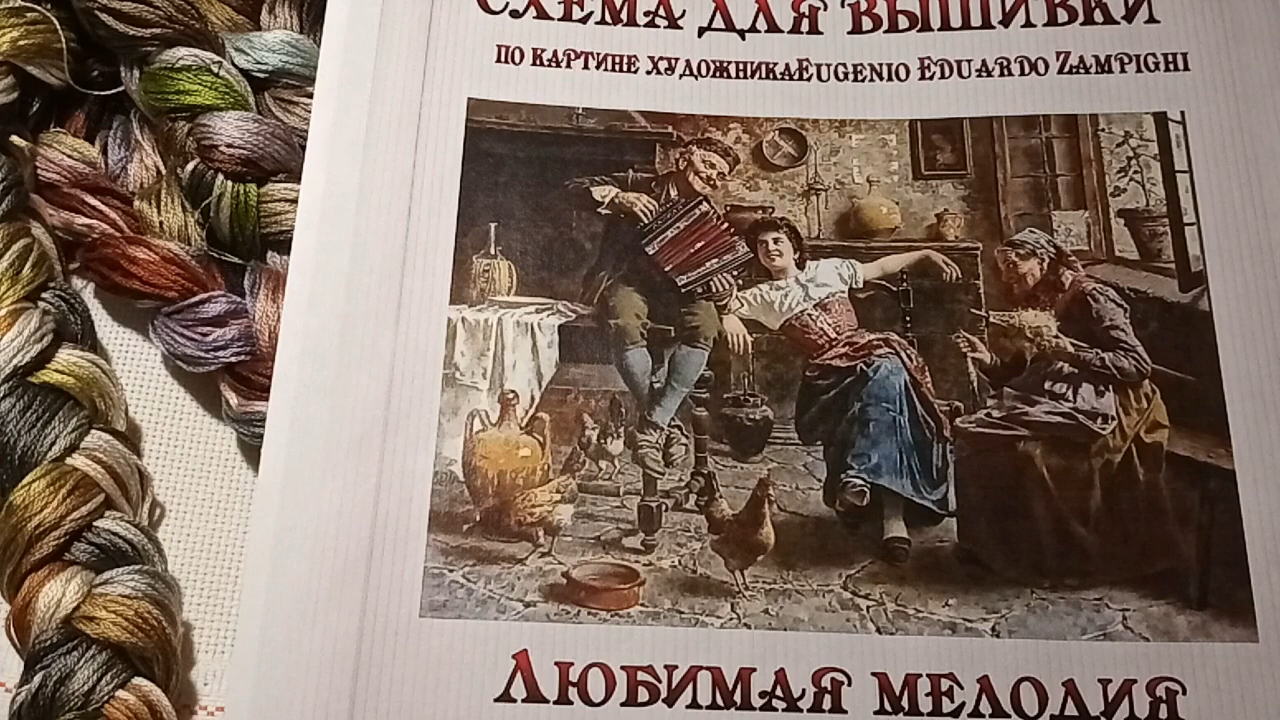 СХЕМА ДЛЯ ВЫШИВКИ
ПО КАРТИНЕ ХУДОЖНИКАEUGENIO EDUARDO ZAMPIGHI
ЛЮБИМАЯ МЕЛОДИЯ